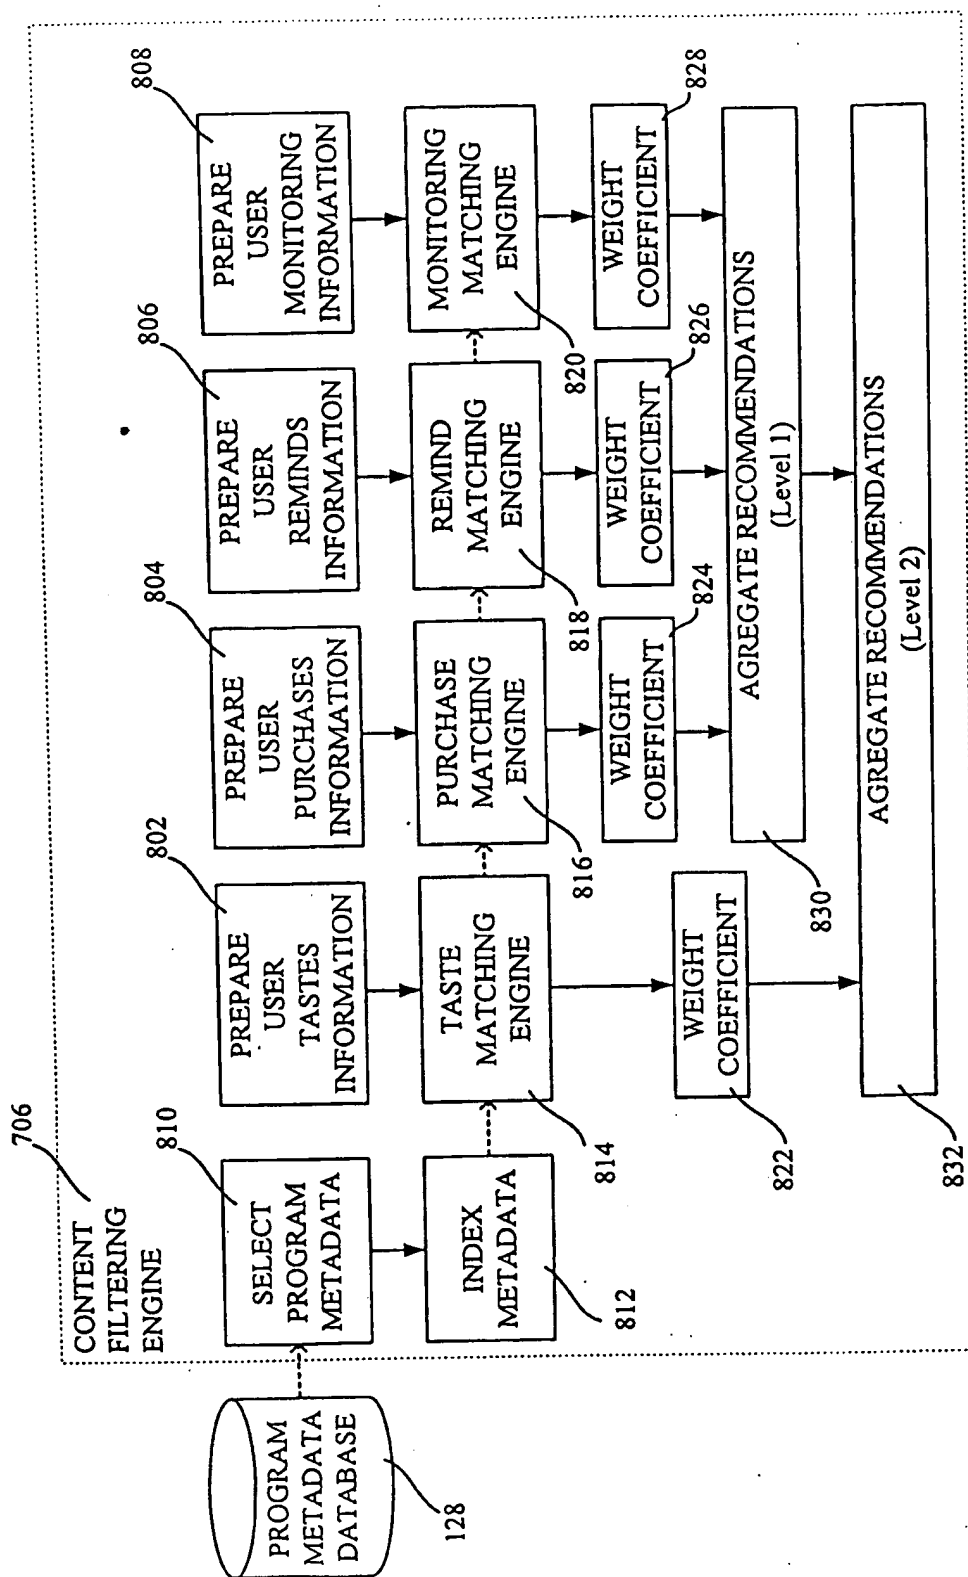 CONTENT
FILTERING
ENGINE
706
PROGRAM
METADATA
DATABASE
128
SELECT
PROGRAM
METADATA
810
INDEX
METADATA
812
PREPARE
USER
TASTES
INFORMATION
802
PREPARE
USER
PURCHASES
INFORMATION
804
PREPARE
USER
REMINDS
INFORMATION
806
PREPARE
USER
MONITORING
INFORMATION
808
TASTE
MATCHING
ENGINE
814
PURCHASE
MATCHING
ENGINE
816
REMIND
MATCHING
ENGINE
818
MONITORING
MATCHING
ENGINE
820
WEIGHT
COEFFICIENT
822
WEIGHT
COEFFICIENT
824
WEIGHT
COEFFICIENT
826
WEIGHT
COEFFICIENT
828
AGREGATE RECOMMENDATIONS
(Level 1)
830
AGREGATE RECOMMENDATIONS
(Level 2)
832